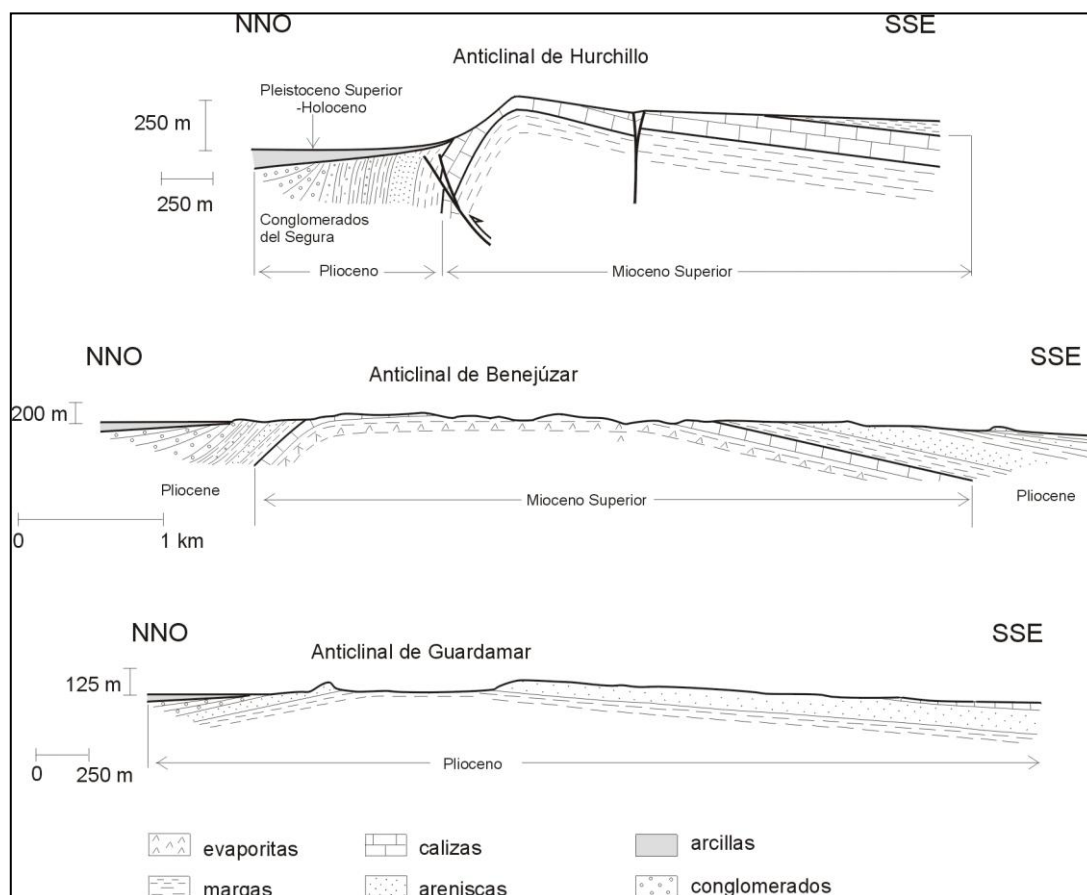 NNO SSE
Anticlinal de Hurchillo
Pleistoceno Superior
-Holoceno
250 m
250 m
Conglomerados
del Segura
Plioceno
Mioceno Superior
NNO SSE
Anticlinal de Benejúzar
200 m
Pliocene
Mioceno Superior
Pliocene
0 1 km
NNO SSE
Anticlinal de Guardamar
125 m
0 250 m
Plioceno
evaporitas calizas arcillas
margas areniscas conglomerados